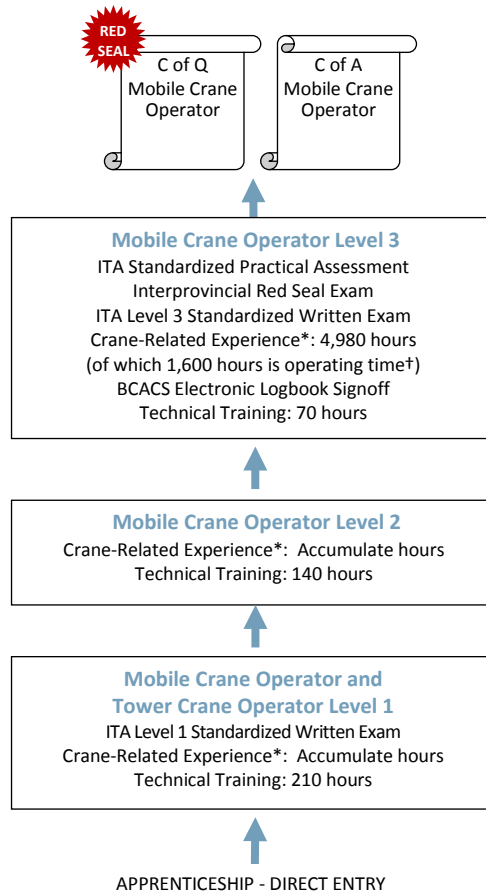 RED
SEAL
C of Q
Mobile Crane
Operator
C of A
Mobile Crane
Operator
Mobile Crane Operator Level 3
ITA Standardized Practical Assessment
Interprovincial Red Seal Exam
ITA Level 3 Standardized Written Exam
Crane-Related Experience*: 4,980 hours
(of which 1,600 hours is operating time†)
BCACS Electronic Logbook Signoff
Technical Training: 70 hours
Mobile Crane Operator Level 2
Crane-Related Experience*:  Accumulate hours
Technical Training: 140 hours
Mobile Crane Operator and
Tower Crane Operator Level 1
ITA Level 1 Standardized Written Exam
Crane-Related Experience*:  Accumulate hours
Technical Training: 210 hours
APPRENTICESHIP - DIRECT ENTRY